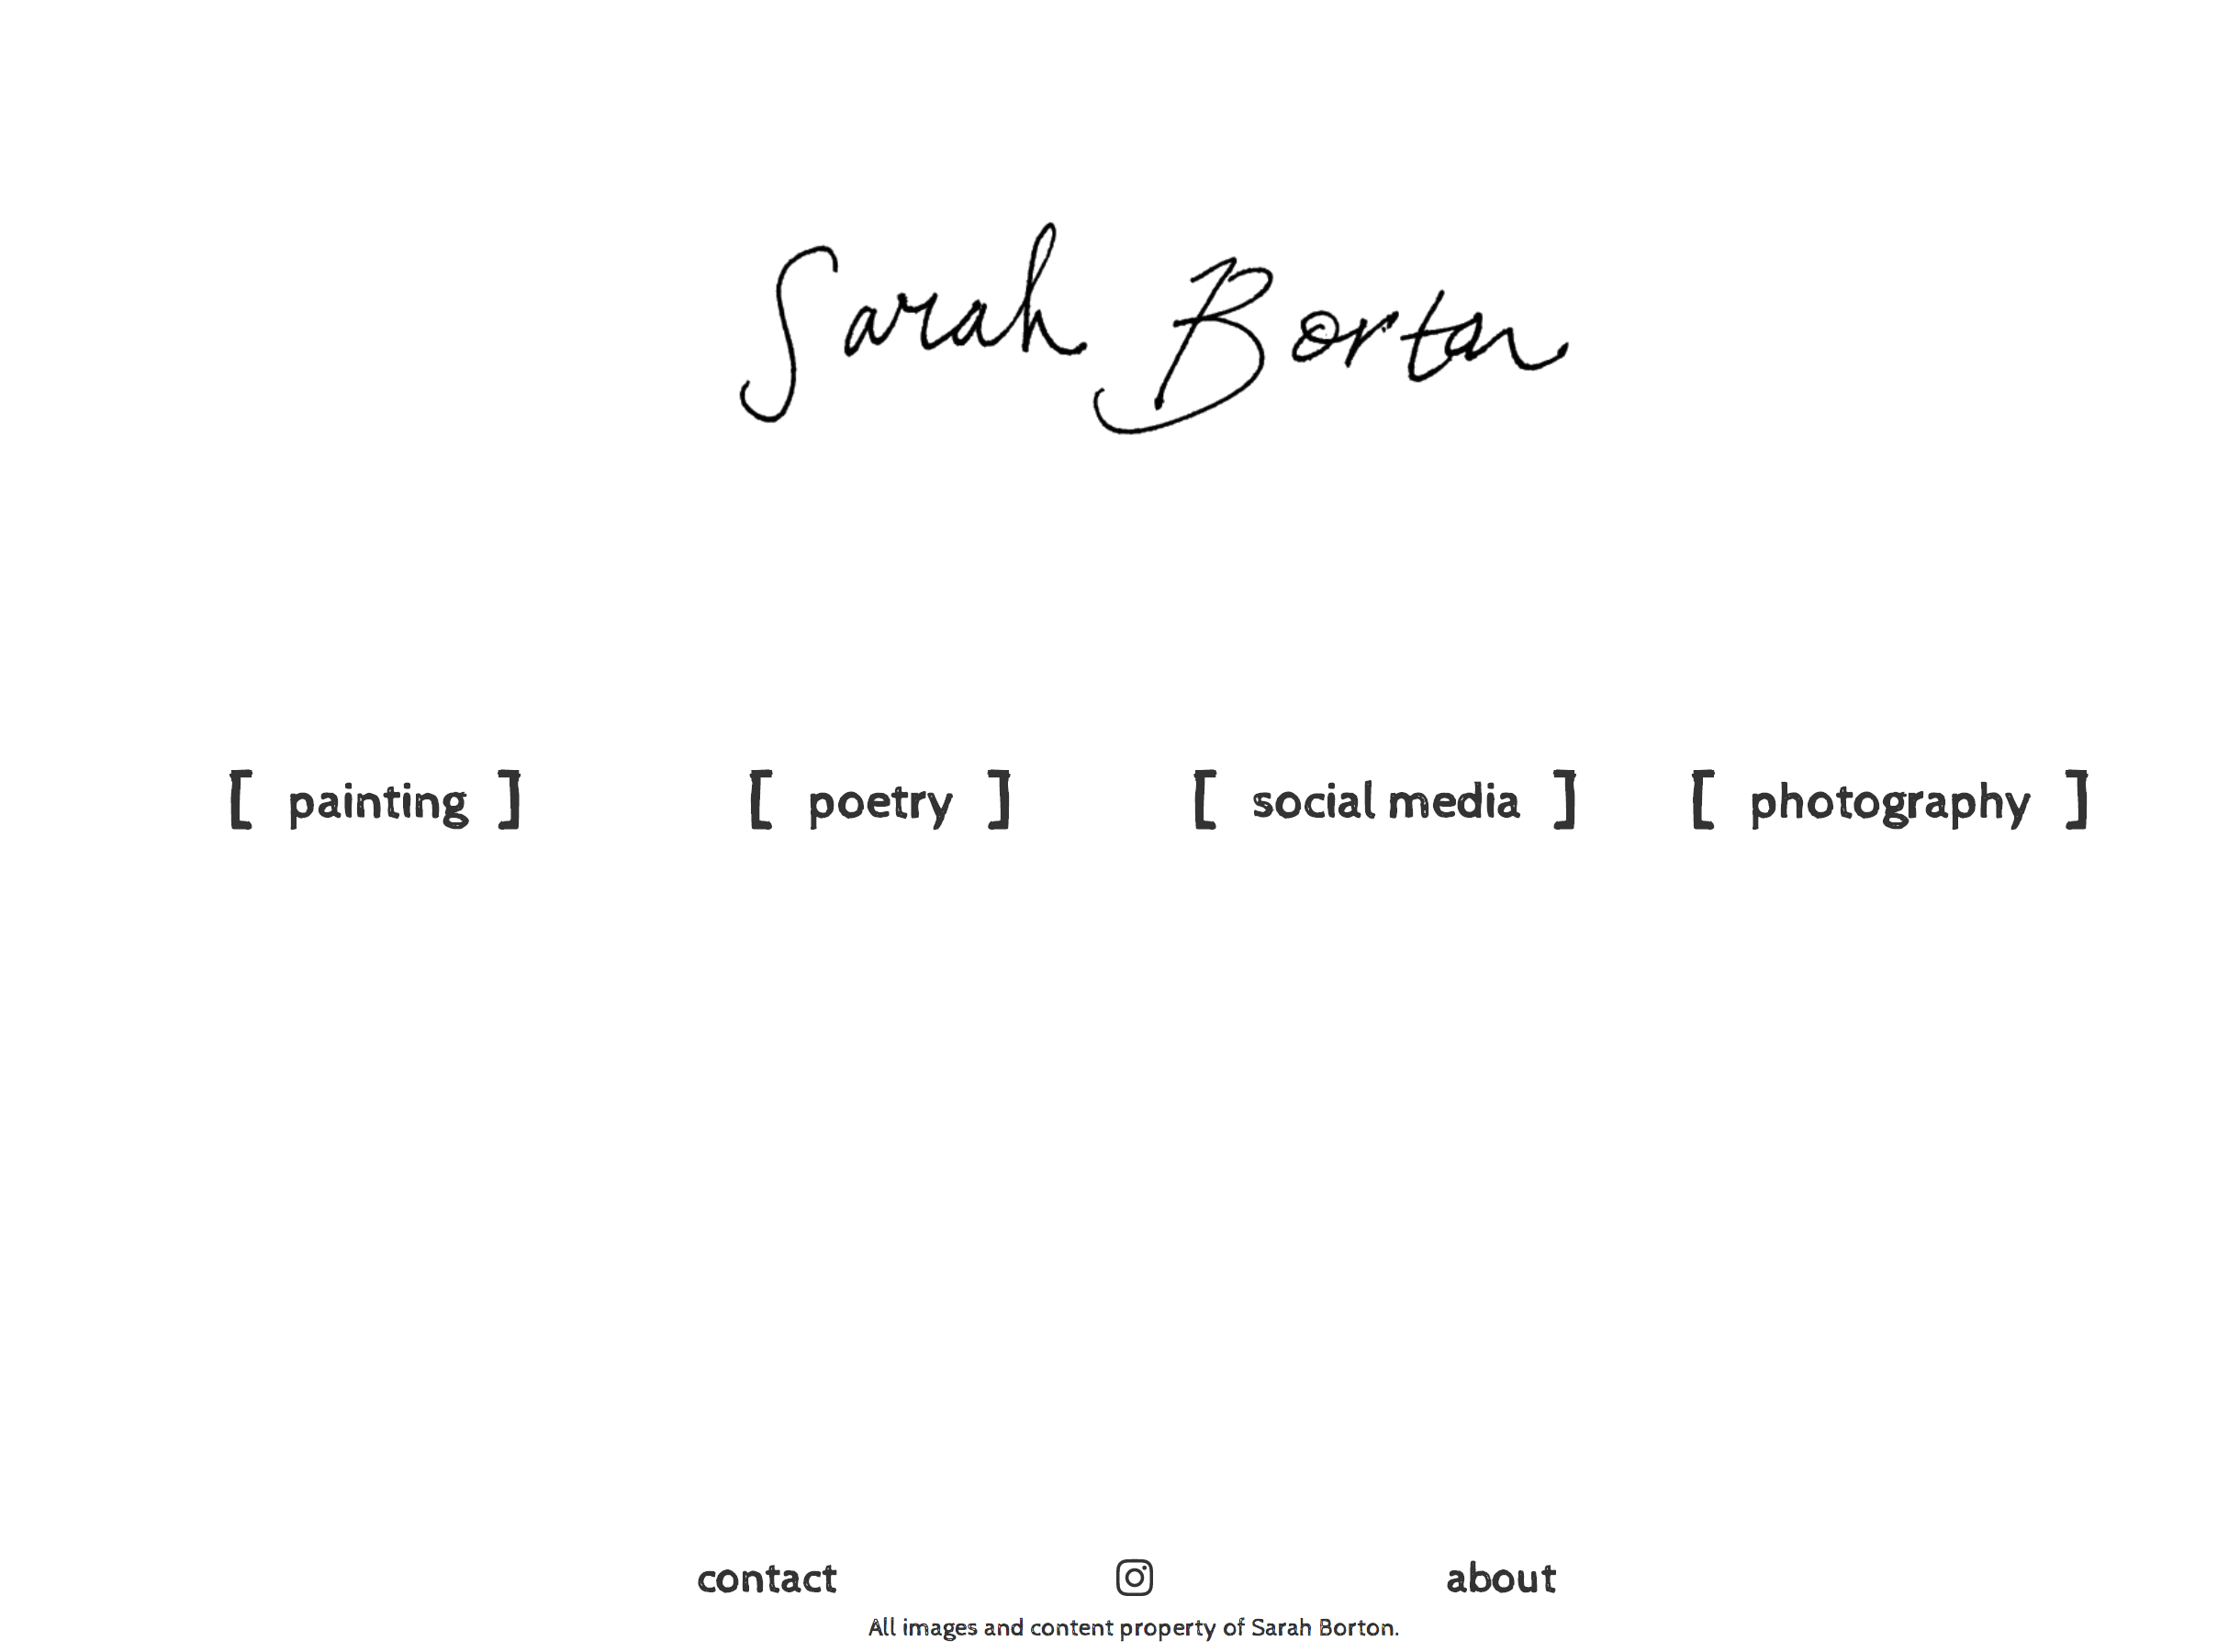 Sarah Borton
[ painting ] [ poetry ] [ social media ] [ photography ]
contact about
All images and content property of Sarah Borton.